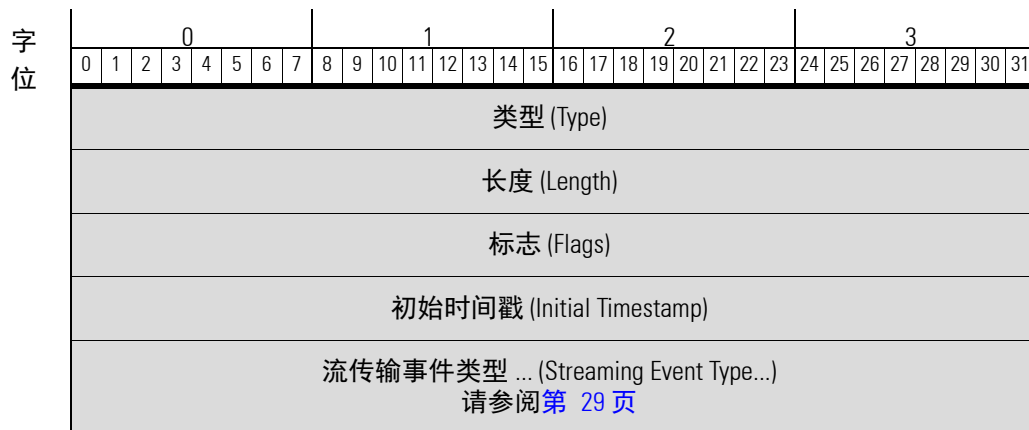 字 0 1 2 3
位 0 1 2 3 4 5 6 7 8 9 10 11 12 13 14 15 16 17 18 19 20 21 22 23 24 25 26 27 28 29 30 31
类型 (Type)
长度 (Length)
标志 (Flags)
初始时间戳 (Initial Timestamp)
流传输事件类型 ... (Streaming Event Type...)
请参阅第 29 页